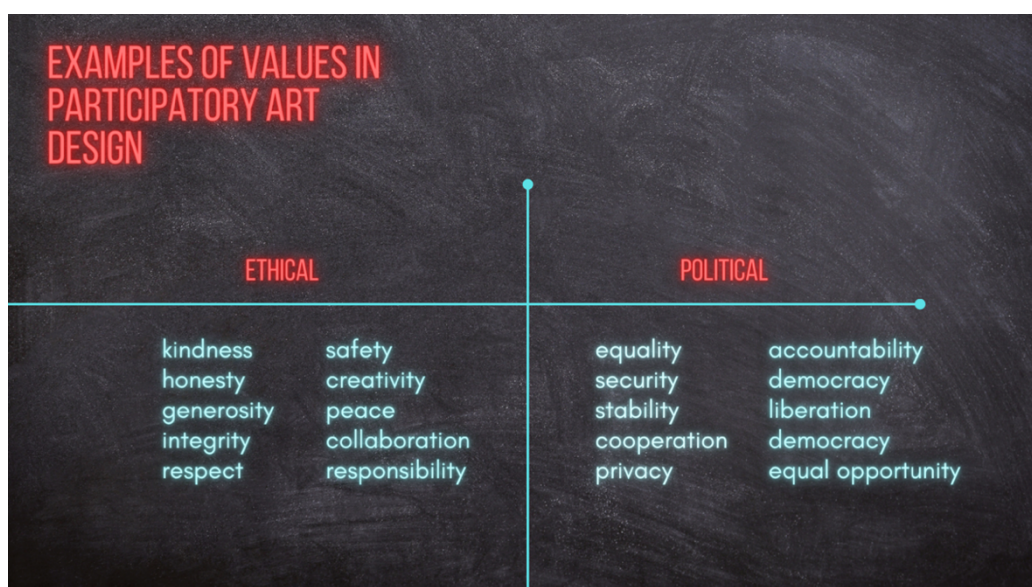 EXAMPLES OF VALUES IN
PARTICIPATORY ART
DESIGN
ETHICAL
kindness
honesty
generosity
integrity
respect
safety
creativity
peace
collaboration
responsibility
POLITICAL
equality
security
stability
cooperation
privacy
accountability
democracy
liberation
democracy
equal opportunity